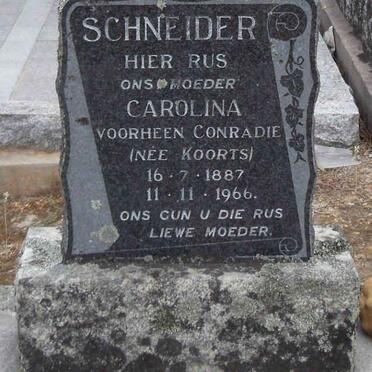 SCHNEIDER
HIER RUS
ONS MOEDER
CAROLINA
VOORHEEN CONRADIE
(NÉE KOORTS)
16·7·1887
11·11·1966.
ONS GUN U DIE RUS
LIEWE MOEDER.